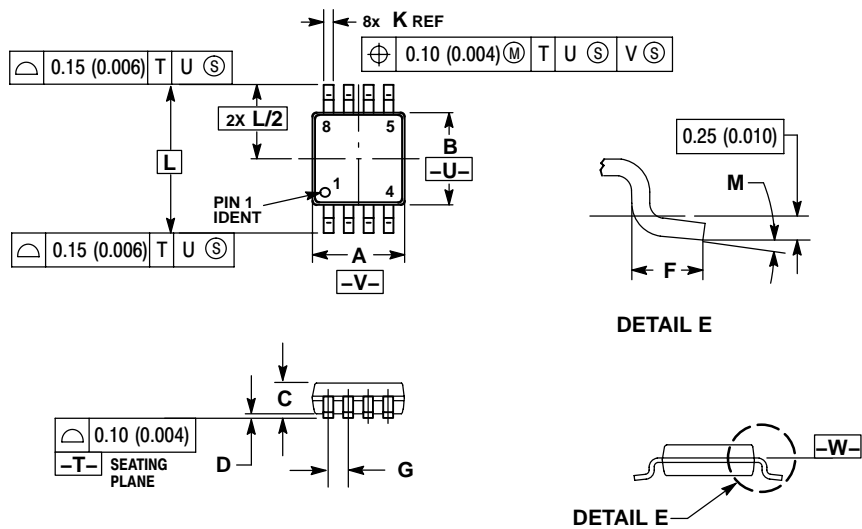 8x K REF
0.15 (0.006) T U Ⓢ
0.10 (0.004) Ⓜ T U Ⓢ V Ⓢ
2X L/2
8 5
B
–U–
L
PIN 1
IDENT
1
4
0.15 (0.006) T U Ⓢ
A
–V–
0.25 (0.010)
M
F
DETAIL E
C
0.10 (0.004)
–T– SEATING
PLANE
D
G
–W–
DETAIL E